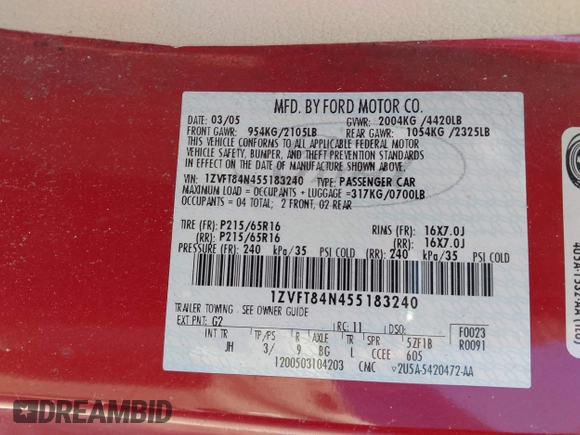 MFD. BY FORD MOTOR CO.
DATE: 03/05 GVWR: 2004KG /4420LB
FRONT GAWR: 954KG/2105LB REAR GAWR: 1054KG /2325LB
THIS VEHICLE CONFORMS TO ALL APPLICABLE FEDERAL MOTOR
VEHICLE SAFETY, BUMPER, AND THEFT PREVENTION STANDARDS
IN EFFECT ON THE DATE OF MANUFACTURE SHOWN ABOVE.
VIN: 1ZVFT84N455183240 TYPE: PASSENGER CAR
MAXIMUM LOAD = OCCUPANTS + LUGGAGE =317KG/0700LB
OCCUPANTS = 04 TOTAL; 2 FRONT, 02 REAR
TIRE (FR): P215/65R16 RIMS (FR): 16X7.0J
(RR): P215/65R16 (RR): 16X7.0J
PRESSURE (FR): 240 kPa/35 PSI COLD (RR): 240 kPa/35 PSI COLD
1ZVFT84N455183240
TRAILER TOWING - SEE OWNER GUIDE
EXT PNT: G2 RC: 11 DSO: F0023
INT TR TP/PS R AXLE TR SPR 5ZF1B R0091
JH 3/ 9 BG L CCEE 605
1200503104203 CMC 2U5A-5420472-AA
DREAMBID